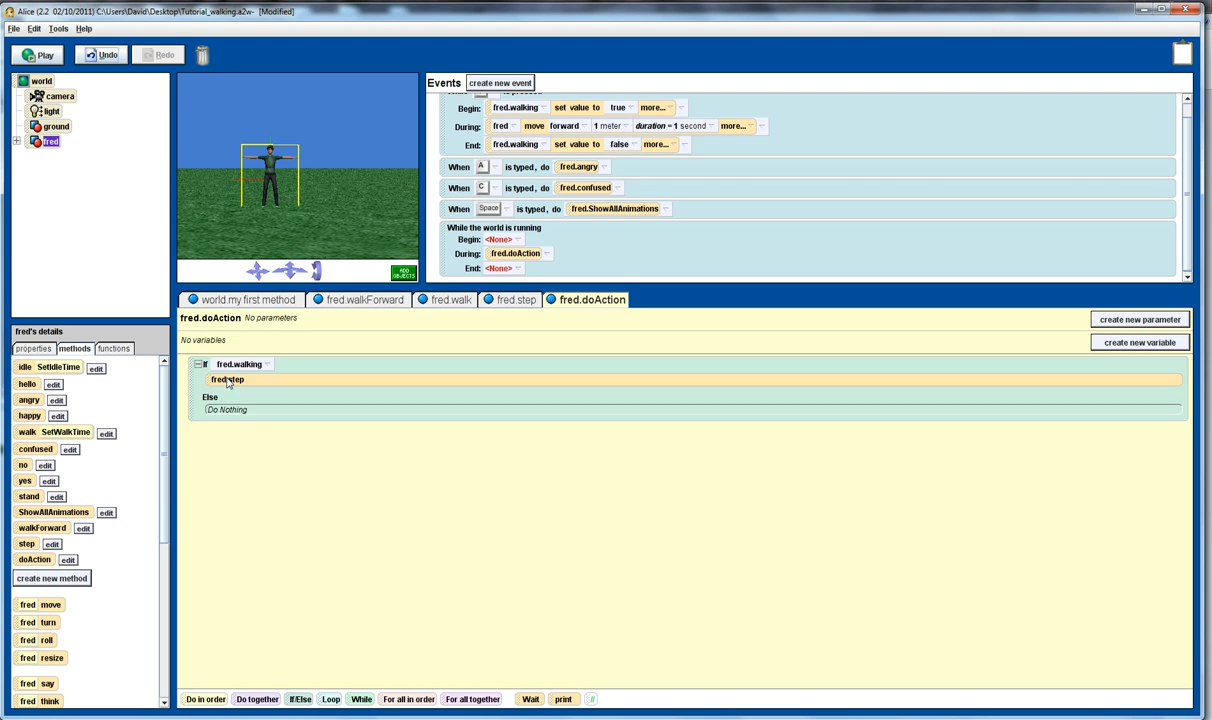 Alice (2.2 02/10/2011) C:\Users\David\Desktop\Tutorial_walking.a2w- [Modified]
File Edit Tools Help
Play Undo Redo
world
camera
light
ground
fred
ADD OBJECTS
Events create new event
Begin: fred.walking set value to true more...
During: fred move forward 1 meter duration = 1 second more...
End: fred.walking set value to false more...
When A is typed, do fred.angry
When C is typed, do fred.confused
When Space is typed, do fred.ShowAllAnimations
While the world is running
Begin: <None>
During: fred.doAction
End: <None>
fred's details
properties methods functions
idle SetIdleTime edit
hello edit
angry edit
happy edit
walk SetWalkTime edit
confused edit
no edit
yes edit
stand edit
ShowAllAnimations edit
walkForward edit
step edit
doAction edit
create new method
fred move
fred turn
fred roll
fred resize
fred say
fred think
world.my first method fred.walkForward fred.walk fred.step fred.doAction
fred.doAction No parameters create new parameter
No variables create new variable
If fred.walking
fred.step
Else
Do Nothing
Do in order Do together If/Else Loop While For all in order For all together Wait print //